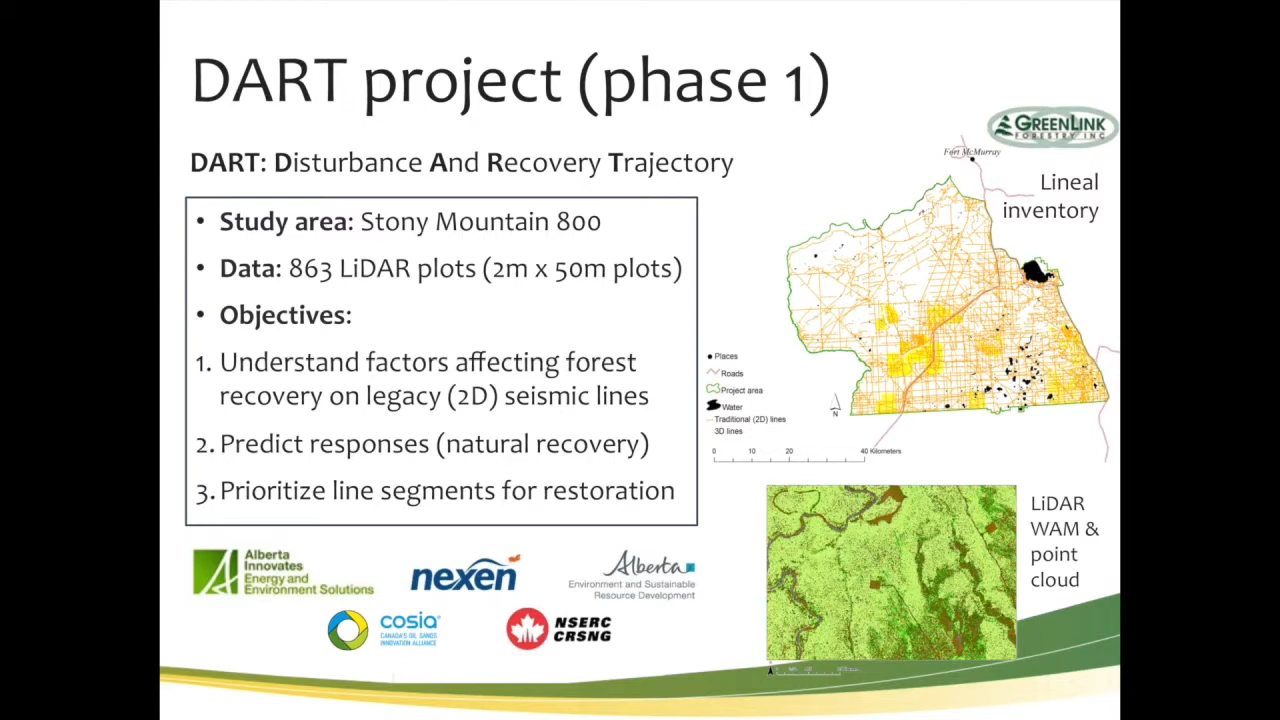 DART project (phase 1)
GREENLINK
FORESTRY INC
DART: Disturbance And Recovery Trajectory
Fort McMurray
Lineal
inventory
• Study area: Stony Mountain 800
• Data: 863 LiDAR plots (2m x 50m plots)
• Objectives:
1. Understand factors affecting forest
recovery on legacy (2D) seismic lines
2. Predict responses (natural recovery)
3. Prioritize line segments for restoration
Places
Roads
Project area
Water
Traditional (2D) lines
3D lines
N
0 10 20 40 Kilometers
LiDAR
WAM &
point
cloud
Alberta
Innovates
Energy and
Environment Solutions
nexen
Alberta
Environment and Sustainable
Resource Development
cosia
CANADA'S OIL SANDS
INNOVATION ALLIANCE
NSERC
CRSNG